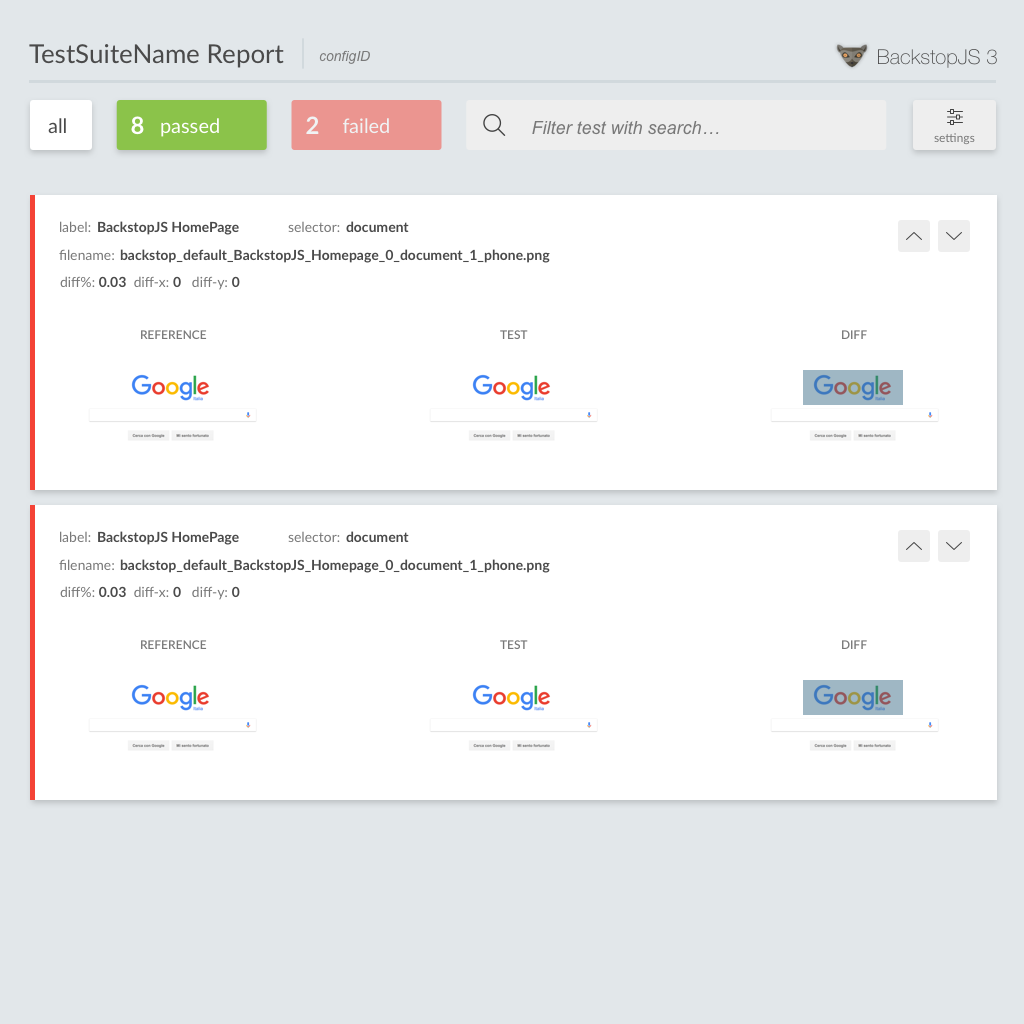 TestSuiteName Report configID BackstopJS 3
all 8 passed 2 failed Filter test with search... settings
label: BackstopJS HomePage selector: document
filename: backstop_default_BackstopJS_Homepage_0_document_1_phone.png
diff%: 0.03 diff-x: 0 diff-y: 0
REFERENCE TEST DIFF
Google Google Google
Italia Italia Italia
Cerca con Google Mi sento fortunato Cerca con Google Mi sento fortunato Cerca con Google Mi sento fortunato
label: BackstopJS HomePage selector: document
filename: backstop_default_BackstopJS_Homepage_0_document_1_phone.png
diff%: 0.03 diff-x: 0 diff-y: 0
REFERENCE TEST DIFF
Google Google Google
Italia Italia Italia
Cerca con Google Mi sento fortunato Cerca con Google Mi sento fortunato Cerca con Google Mi sento fortunato